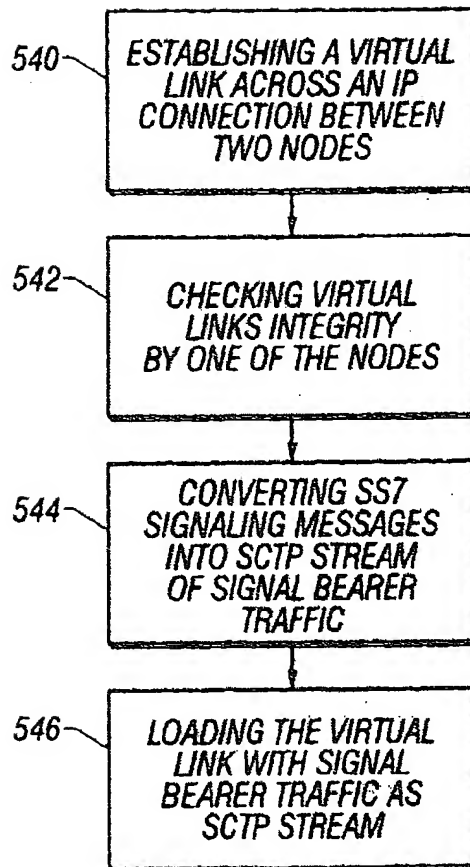 540
ESTABLISHING A VIRTUAL
LINK ACROSS AN IP
CONNECTION BETWEEN
TWO NODES
542
CHECKING VIRTUAL
LINKS INTEGRITY
BY ONE OF THE NODES
544
CONVERTING SS7
SIGNALING MESSAGES
INTO SCTP STREAM
OF SIGNAL BEARER
TRAFFIC
546
LOADING THE VIRTUAL
LINK WITH SIGNAL
BEARER TRAFFIC AS
SCTP STREAM